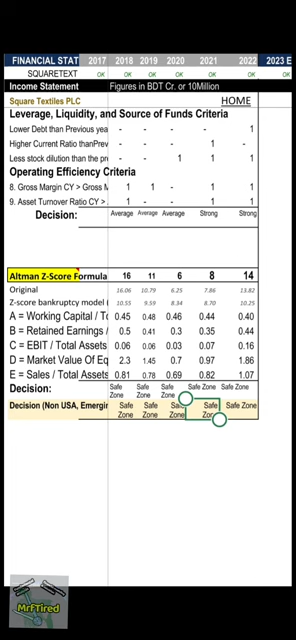 FINANCIAL STAT 2017 2018 2019 2020 2021 2022 2023 E
SQUARETEXT OK OK OK OK OK OK OK
Income Statement Figures in BDT Cr. or 10Million
Square Textiles PLC HOME
Leverage, Liquidity, and Source of Funds Criteria
Lower Debt than Previous yea - - - - 1
Higher Current Ratio thanPrev - - - 1 -
Less stock dilution than the pr - - 1 1 1
Operating Efficiency Criteria
8. Gross Margin CY > Gross M 1 1 - 1 1
9. Asset Turnover Ratio CY > 1 - - 1 1
Decision: Average Average Average Strong Strong
Altman Z-Score Formula 16 11 6 8 14
Original 16.06 10.79 6.25 7.86 13.82
Z-score bankruptcy model ( 10.55 9.59 8.34 8.70 10.25
A = Working Capital / To 0.45 0.48 0.46 0.44 0.40
B = Retained Earnings / 0.5 0.41 0.3 0.35 0.44
C = EBIT / Total Assets 0.06 0.06 0.03 0.07 0.16
D = Market Value Of Eq 2.3 1.45 0.7 0.97 1.86
E = Sales / Total Assets 0.81 0.78 0.69 0.82 1.07
Decision: Safe Zone Safe Zone Safe Zone Safe Zone Safe Zone
Decision (Non USA, Emergin Safe Zone Safe Zone Safe Zone Safe Zone Safe Zone
MrfTired